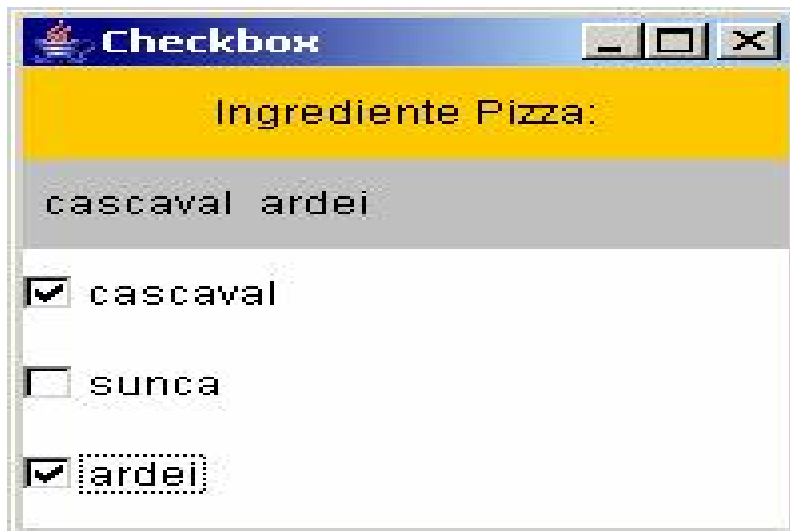 Checkbox
Ingrediente Pizza:
cascaval ardei
cascaval
sunca
ardei